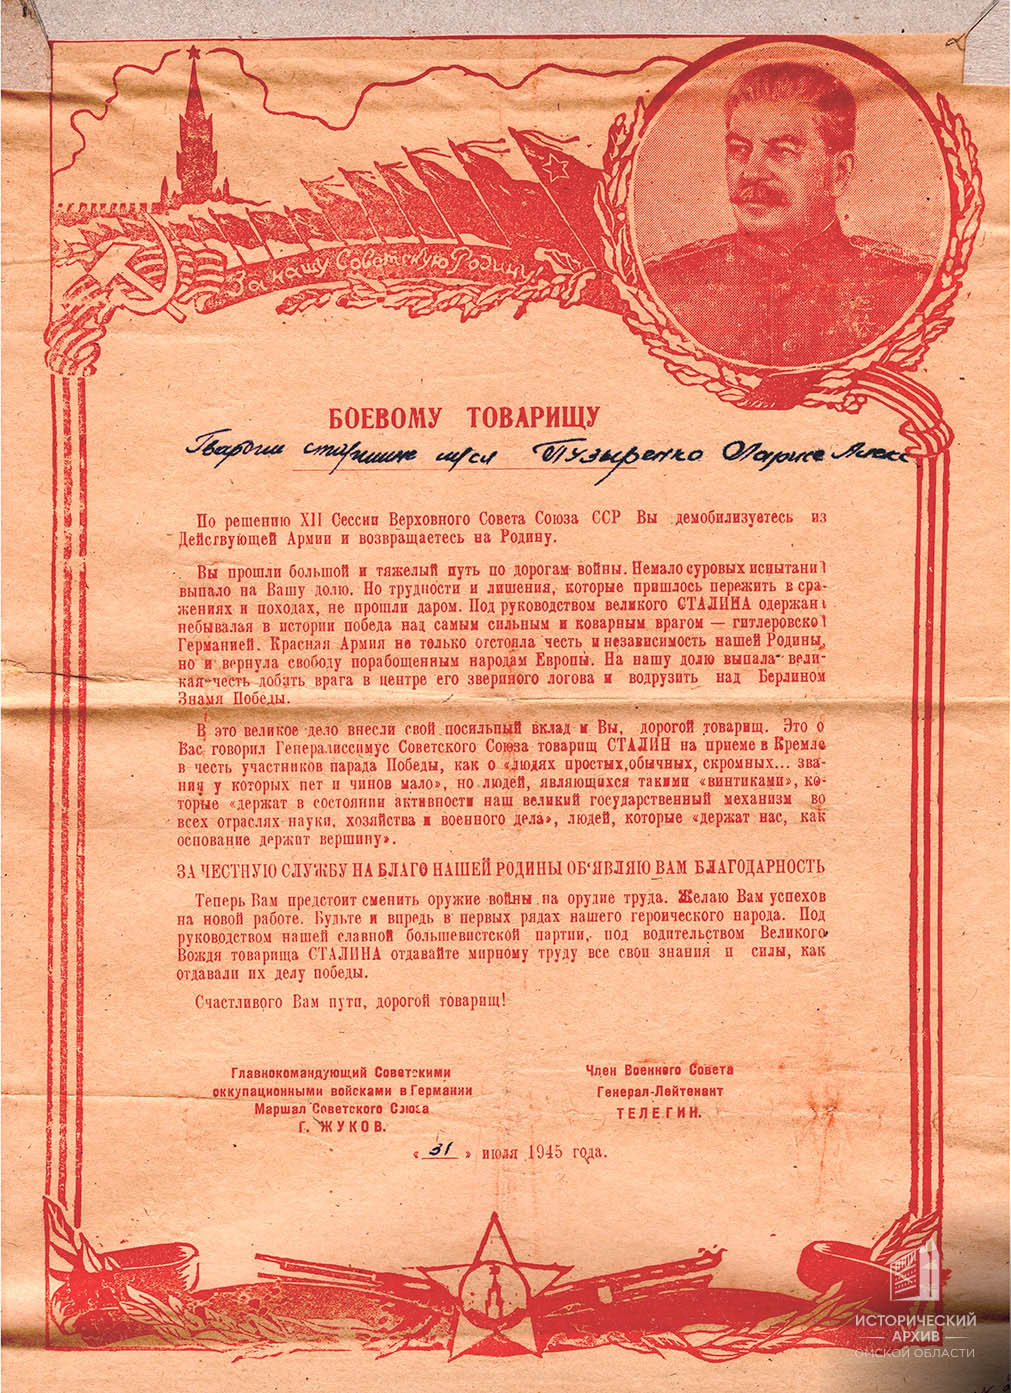 За нашу Советскую Родину!
БОЕВОМУ ТОВАРИЩУ
Гвардии старшине м/сл Пузыренко Ларисе Алекс.
По решению XII Сессии Верховного Совета Союза ССР Вы демобилизуетесь из
Действующей Армии и возвращаетесь на Родину.
Вы прошли большой и тяжелый путь по дорогам войны. Немало суровых испытаний
выпало на Вашу долю. Но трудности и лишения, которые пришлось пережить в сра-
жениях и походах, не прошли даром. Под руководством великого СТАЛИНА одержана
небывалая в истории победа над самым сильным и коварным врагом — гитлеровской
Германией. Красная Армия не только отстояла честь и независимость нашей Родины,
но и вернула свободу порабощенным народам Европы. На нашу долю выпала вели-
кая честь добать врага в центре его звериного логова и водрузить над Берлином
Знамя Победы.
В это великое дело внесли свой посильный вклад и Вы, дорогой товарищ. Это о
Вас говорил Генералиссимус Советского Союза товарищ СТАЛИН на приеме в Кремле
в честь участников парада Победы, как о «людях простых, обычных, скромных... зва-
ний у которых нет и чинов мало», но людей, являющихся такими «винтиками», ко-
торые «держат в состоянии активности наш великий государственный механизм во
всех отраслях науки, хозяйства и военного дела», людей, которые «держат нас, как
основание держит вершину».
ЗА ЧЕСТНУЮ СЛУЖБУ НА БЛАГО НАШЕЙ РОДИНЫ ОБ'ЯВЛЯЮ ВАМ БЛАГОДАРНОСТЬ
Теперь Вам предстоит сменить оружие войны на орудие труда. Желаю Вам успехов
на новой работе. Будьте и впредь в первых рядах нашего героического народа. Под
руководством нашей славной большевистской партии, под водительством Великого
Вождя товарища СТАЛИНА отдавайте мирному труду все свои знания и силы, как
отдавали их делу победы.
Счастливого Вам пути, дорогой товарищ!
Главнокомандующий Советскими
оккупационными войсками в Германии
Маршал Советского Союза
Г. ЖУКОВ.
Член Военного Совета
Генерал-Лейтенант
ТЕЛЕГИН.
«31» июля 1945 года.
ИСТОРИЧЕСКИЙ
АРХИВ
ОМСКОЙ ОБЛАСТИ